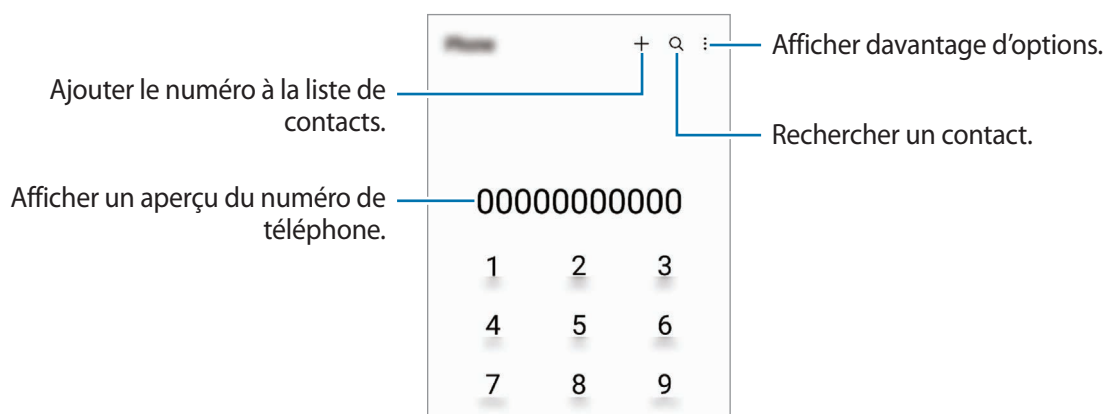 Afficher davantage d'options.
Ajouter le numéro à la liste de
contacts.
Rechercher un contact.
Afficher un aperçu du numéro de
téléphone.
00000000000
1 2 3
4 5 6
7 8 9